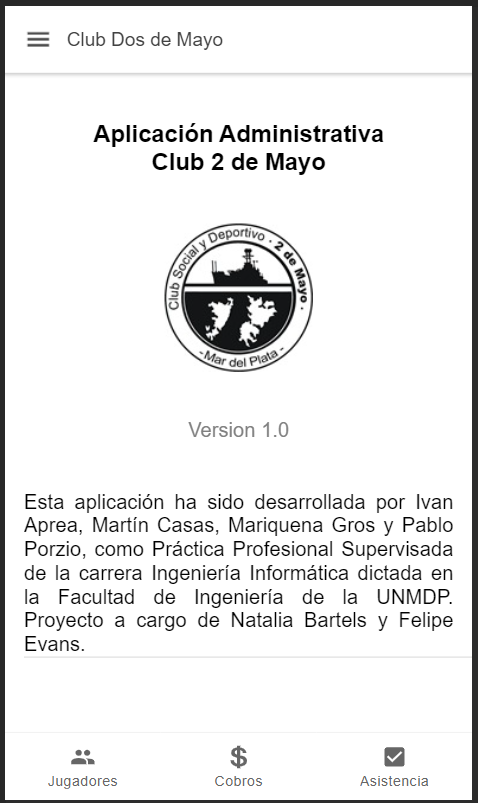 Club Dos de Mayo
Aplicación Administrativa
Club 2 de Mayo
Club Social y Deportivo · 2 de Mayo ·
- Mar del Plata -
Version 1.0
Esta aplicación ha sido desarrollada por Ivan
Aprea, Martín Casas, Mariquena Gros y Pablo
Porzio, como Práctica Profesional Supervisada
de la carrera Ingeniería Informática dictada en
la Facultad de Ingeniería de la UNMDP.
Proyecto a cargo de Natalia Bartels y Felipe
Evans.
Jugadores
Cobros
Asistencia